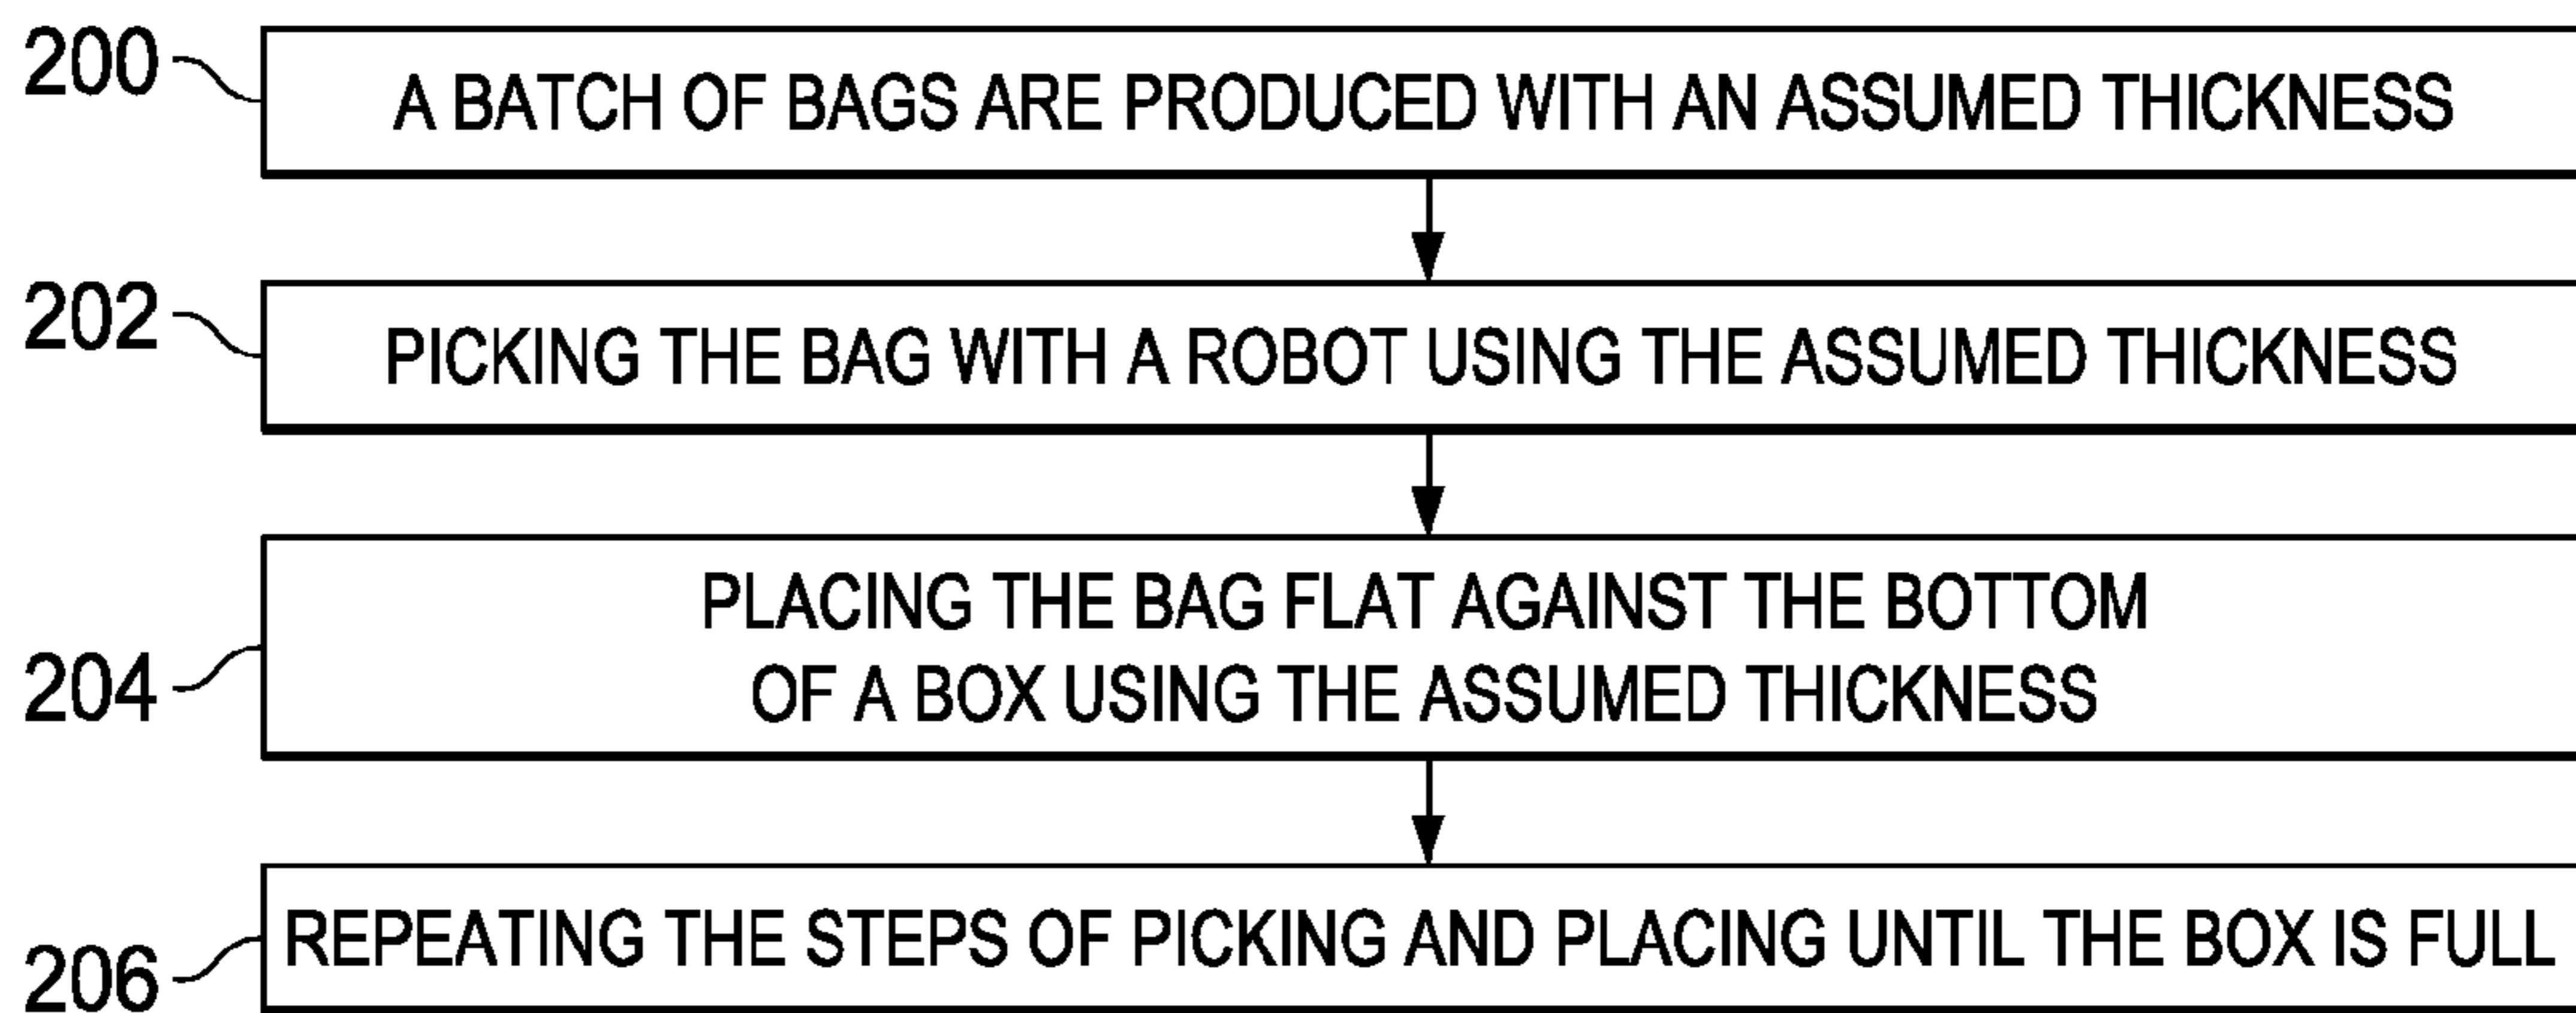 200
A BATCH OF BAGS ARE PRODUCED WITH AN ASSUMED THICKNESS
202
PICKING THE BAG WITH A ROBOT USING THE ASSUMED THICKNESS
204
PLACING THE BAG FLAT AGAINST THE BOTTOM
OF A BOX USING THE ASSUMED THICKNESS
206
REPEATING THE STEPS OF PICKING AND PLACING UNTIL THE BOX IS FULL